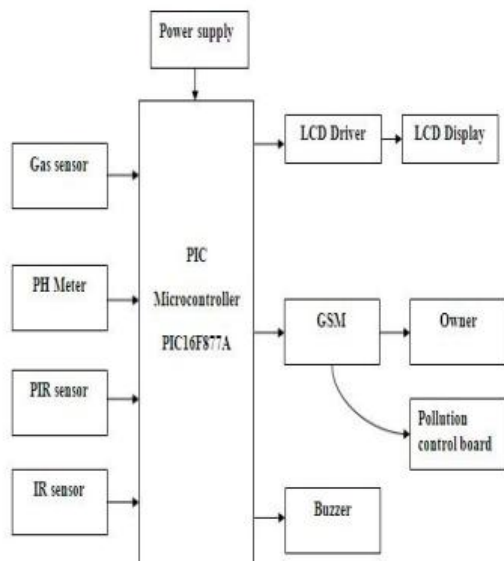 Power supply
LCD Driver
LCD Display
Gas sensor
PIC
Microcontroller
PIC16F877A
PH Meter
GSM
Owner
PIR sensor
Pollution
control board
IR sensor
Buzzer